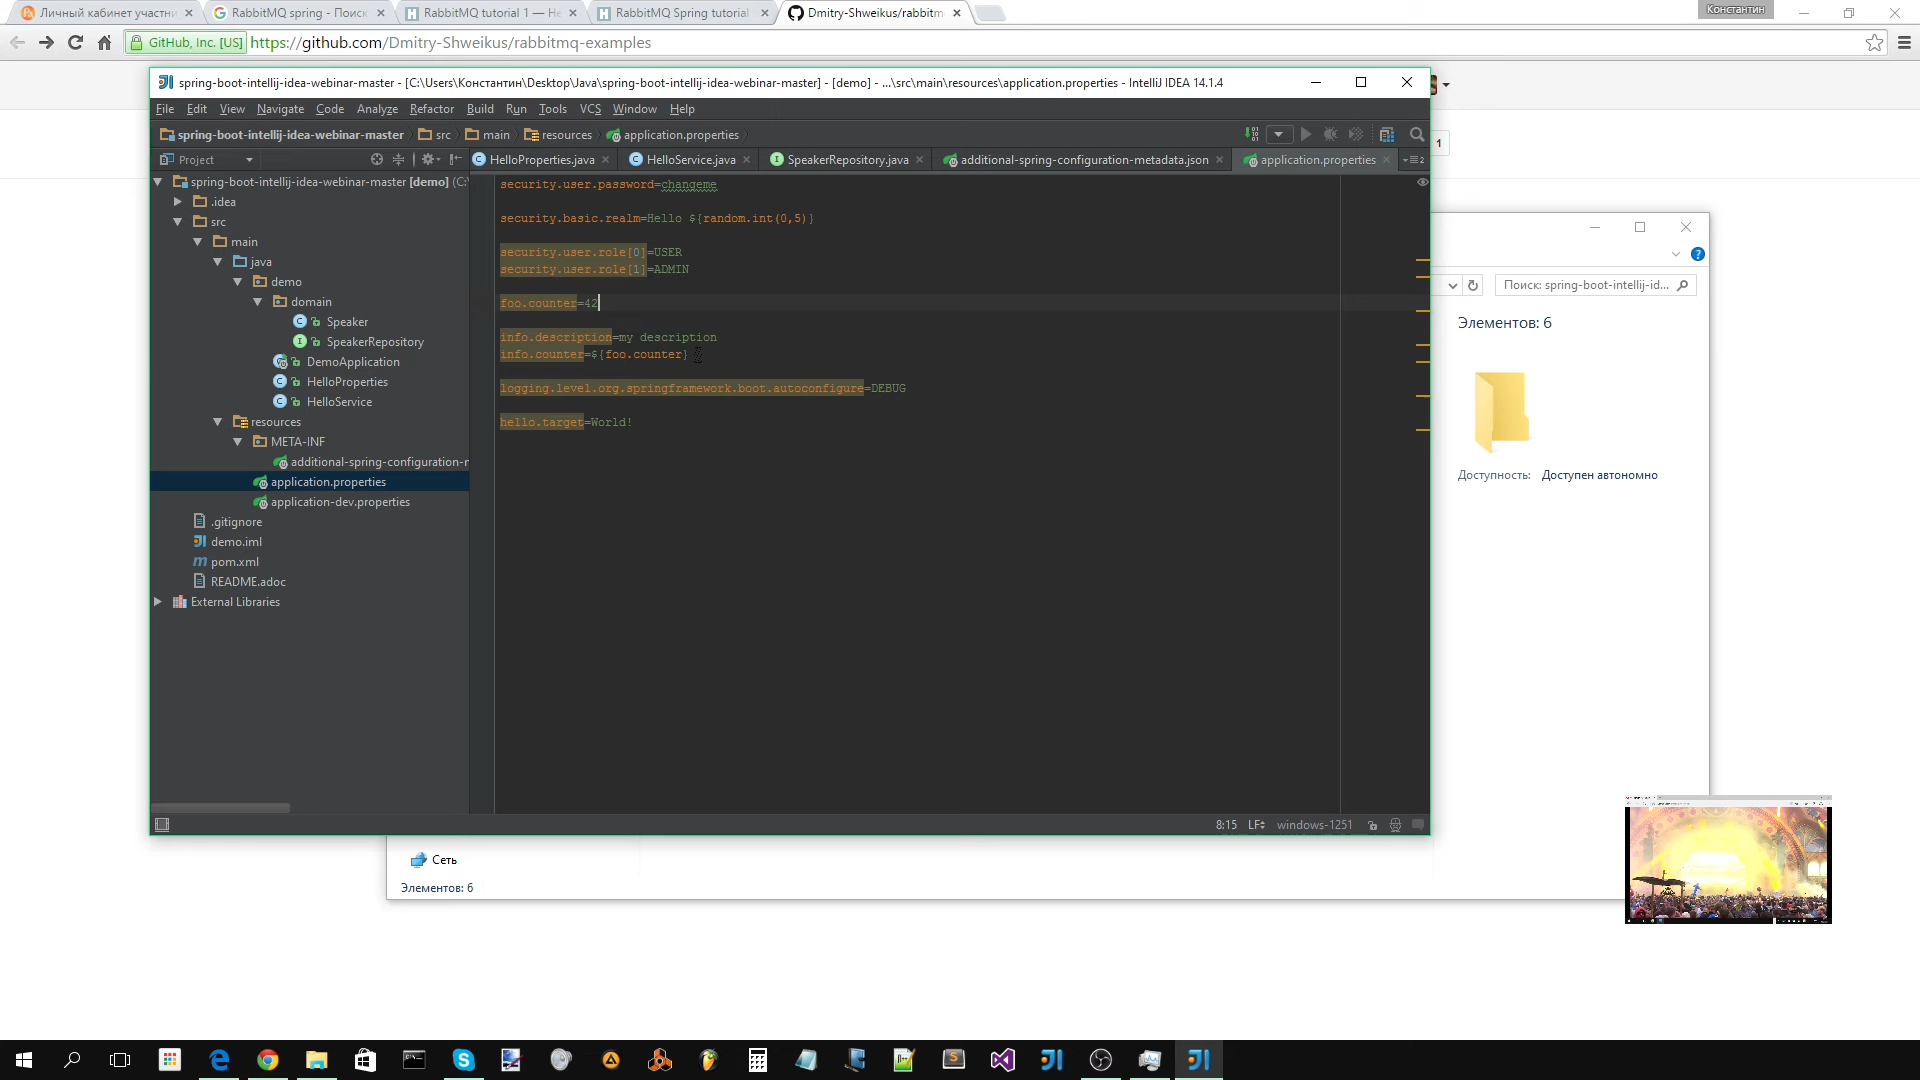 Личный кабинет участни
RabbitMQ spring - Поиск
RabbitMQ tutorial 1 — He
RabbitMQ Spring tutorial
Dmitry-Shweikus/rabbitm
Константин
GitHub, Inc. [US]
https://github.com/Dmitry-Shweikus/rabbitmq-examples
spring-boot-intellij-idea-webinar-master - [C:\Users\Константин\Desktop\Java\spring-boot-intellij-idea-webinar-master] - [demo] - ...\src\main\resources\application.properties - IntelliJ IDEA 14.1.4
File Edit View Navigate Code Analyze Refactor Build Run Tools VCS Window Help
spring-boot-intellij-idea-webinar-master src main resources application.properties
1
Project
HelloProperties.java
HelloService.java
SpeakerRepository.java
additional-spring-configuration-metadata.json
application.properties
2
spring-boot-intellij-idea-webinar-master [demo] (C:
.idea
src
main
java
demo
domain
Speaker
SpeakerRepository
DemoApplication
HelloProperties
HelloService
resources
META-INF
additional-spring-configuration-r
application.properties
application-dev.properties
.gitignore
demo.iml
pom.xml
README.adoc
External Libraries
security.user.password=changeme
security.basic.realm=Hello ${random.int(0,5)}
security.user.role[0]=USER
security.user.role[1]=ADMIN
foo.counter=42
info.description=my description
info.counter=${foo.counter}
logging.level.org.springframework.boot.autoconfigure=DEBUG
hello.target=World!
8:15 LF windows-1251
Поиск: spring-boot-intellij-id...
Элементов: 6
Доступность: Доступен автономно
Сеть
Элементов: 6